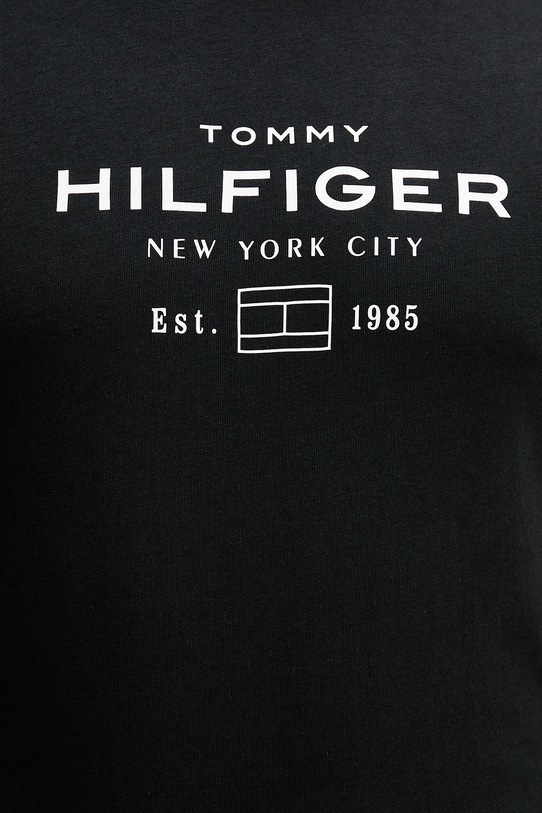 TOMMY
HILFIGER
NEW YORK CITY
Est. 1985